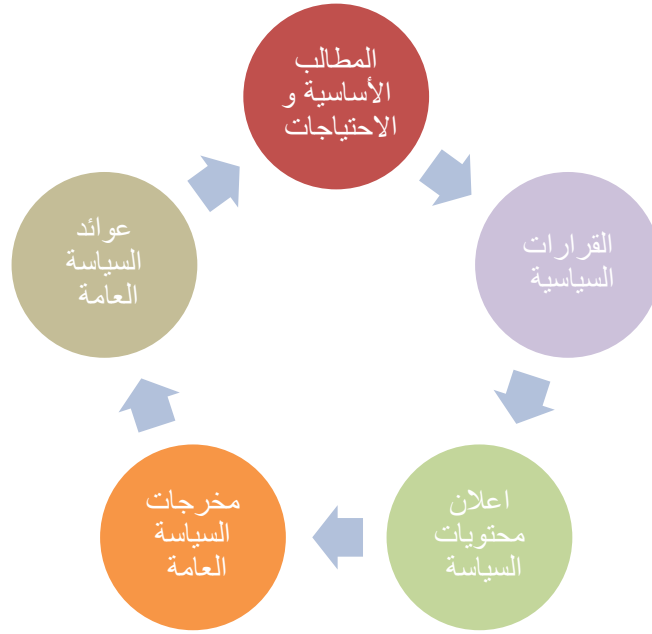 المطالب
الأساسية و
الاحتياجات
القرارات
السياسية
اعلان
محتويات
السياسة
مخرجات
السياسة
العامة
عوائد
السياسة
العامة